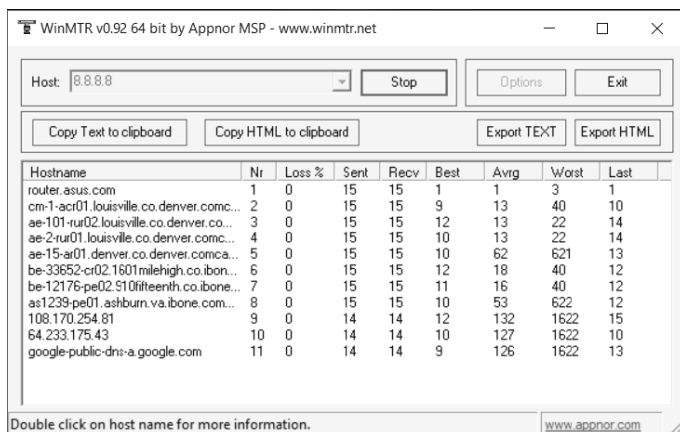 WinMTR v0.92 64 bit by Appnor MSP - www.winmtr.net
Host: 8.8.8.8 Stop Options Exit
Copy Text to clipboard Copy HTML to clipboard Export TEXT Export HTML
Hostname Nr Loss % Sent Recv Best Avrg Worst Last
router.asus.com 1 0 15 15 1 1 3 1
cm-1-acr01.louisville.co.denver.comc... 2 0 15 15 9 13 40 10
ae-101-rur02.louisville.co.denver.co... 3 0 15 15 12 13 22 14
ae-2-rur01.louisville.co.denver.comc... 4 0 15 15 10 13 22 14
ae-15-ar01.denver.co.denver.comca... 5 0 15 15 10 62 621 13
be-33652-cr02.1601milehigh.co.ibon... 6 0 15 15 12 18 40 12
be-12176-pe02.910fifteenth.co.ibone... 7 0 15 15 11 16 40 12
as1239-pe01.ashburn.va.ibone.com... 8 0 15 15 10 53 622 12
108.170.254.81 9 0 14 14 12 132 1622 15
64.233.175.43 10 0 14 14 10 127 1622 10
google-public-dns-a.google.com 11 0 14 14 9 126 1622 13
Double click on host name for more information. www.appnor.com